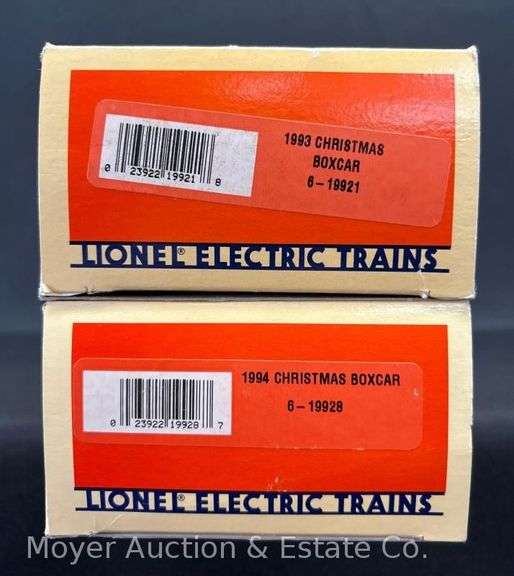 1993 CHRISTMAS
BOXCAR
6-19921
0 23922 19921 8
LIONEL® ELECTRIC TRAINS
1994 CHRISTMAS BOXCAR
6-19928
0 23922 19928 7
LIONEL® ELECTRIC TRAINS
Moyer Auction & Estate Co.